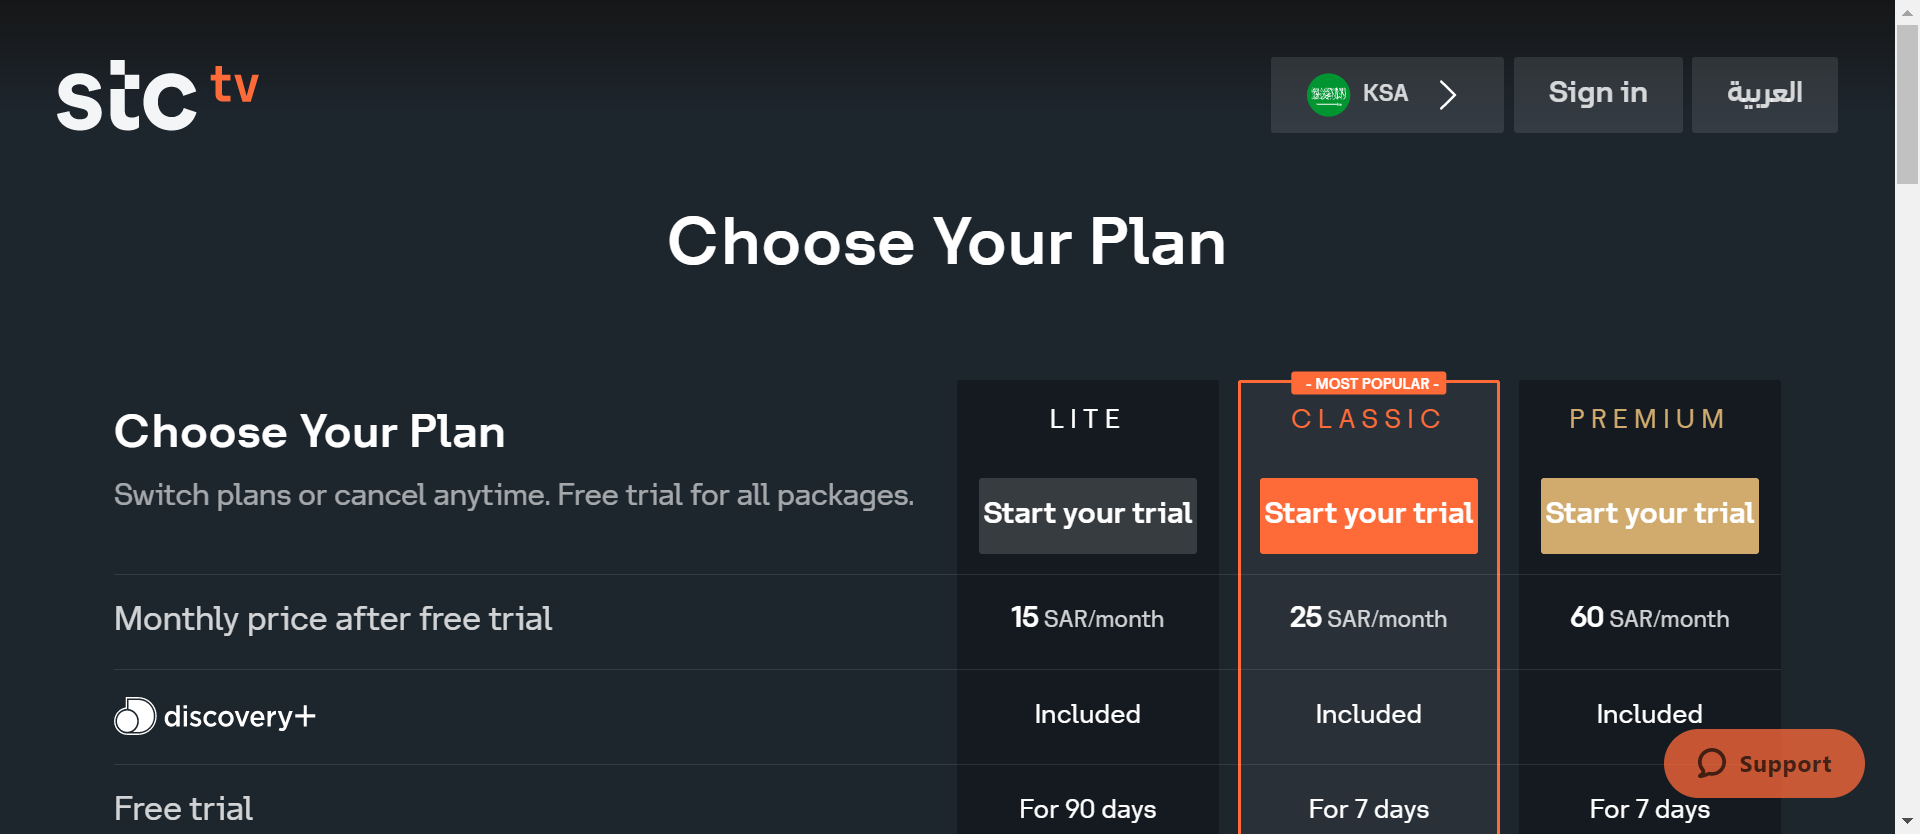 stc tv
KSA
Sign in
العربية
Choose Your Plan
Choose Your Plan
Switch plans or cancel anytime. Free trial for all packages.
LITE
- MOST POPULAR -
CLASSIC
PREMIUM
Start your trial
Start your trial
Start your trial
Monthly price after free trial
15 SAR/month
25 SAR/month
60 SAR/month
discovery+
Included
Included
Included
Support
Free trial
For 90 days
For 7 days
For 7 days